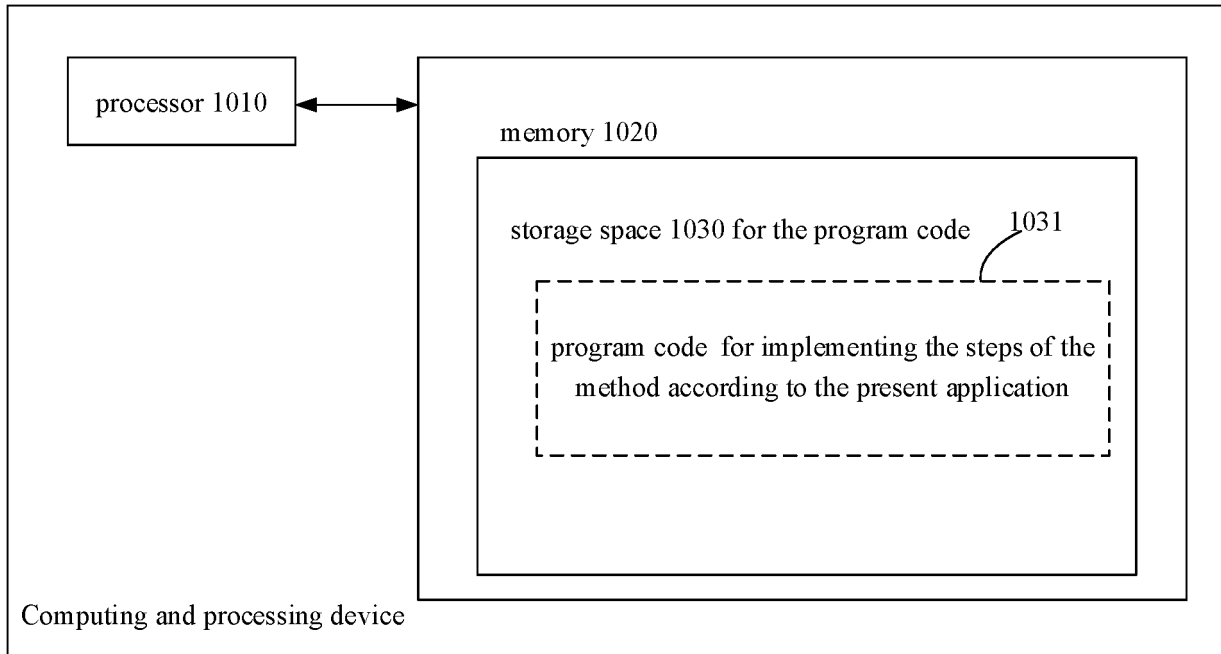 processor 1010
memory 1020
storage space 1030 for the program code
1031
program code for implementing the steps of the
method according to the present application
Computing and processing device